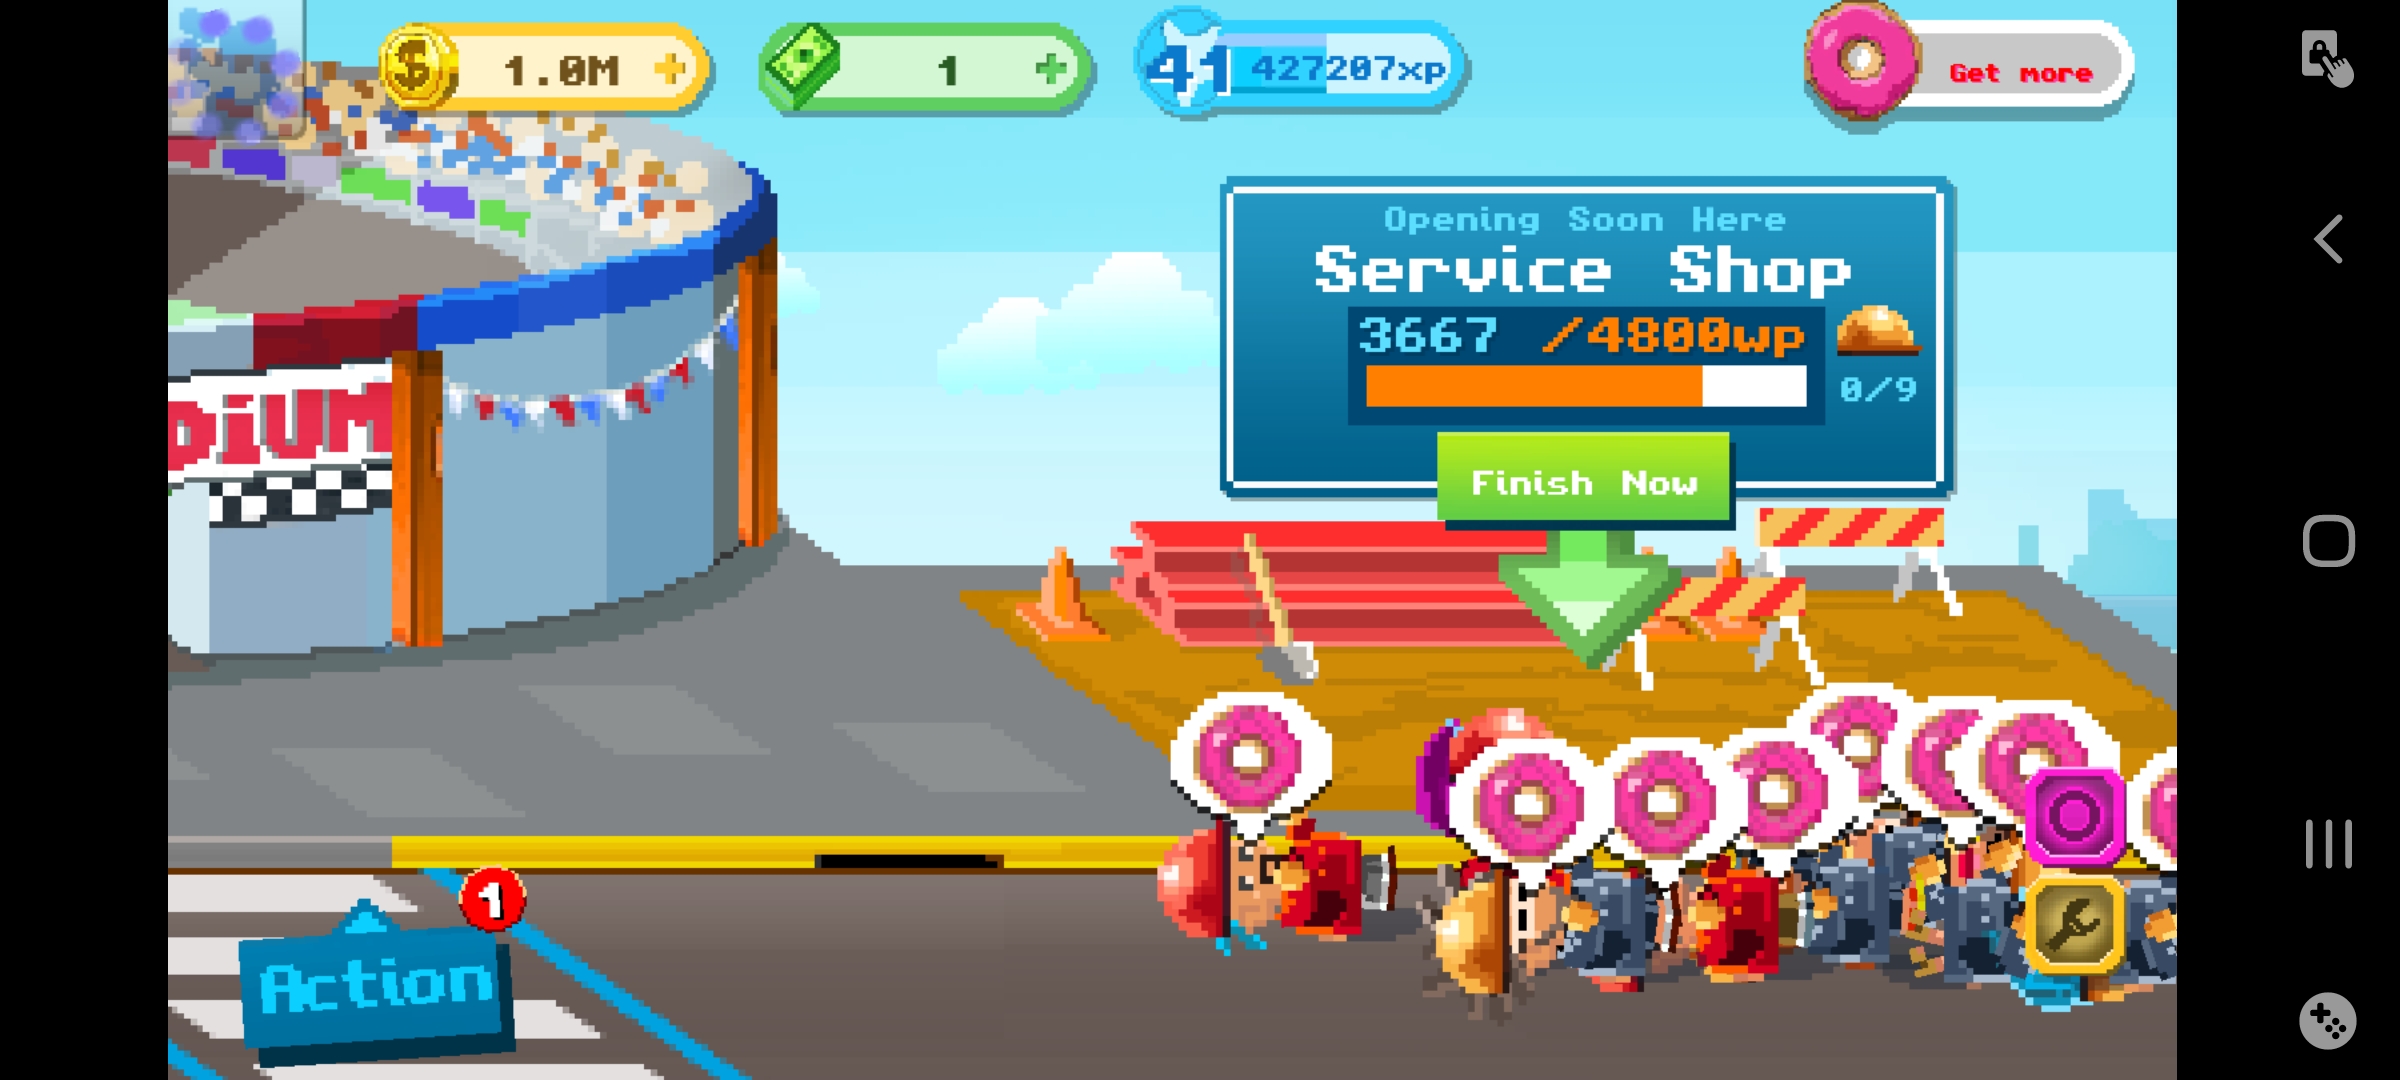 1.0M
1
41 427207xp
Get more
Opening Soon Here
Service Shop
3667 /4800wp
0/9
DiUM
Finish Now
1
Action